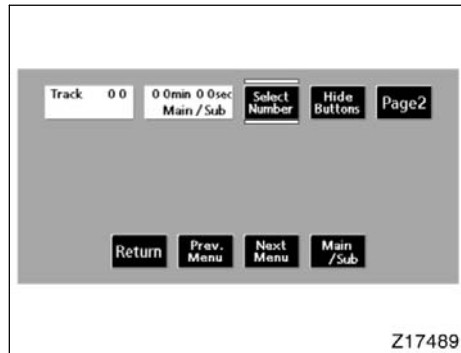 Track 0 0
0 0min 0 0sec
Main / Sub
Select
Number
Hide
Buttons
Page2
Return
Prev.
Menu
Next
Menu
Main
/Sub
Z17489